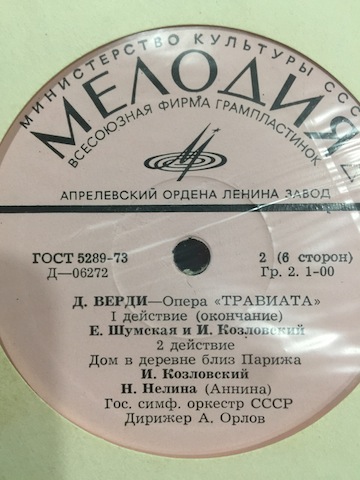 МИНИСТЕРСТВО КУЛЬТУРЫ СССР
МЕЛОДИЯ
ВСЕСОЮЗНАЯ ФИРМА ГРАМПЛАСТИНОК
АПРЕЛЕВСКИЙ ОРДЕНА ЛЕНИНА ЗАВОД
ГОСТ 5289-73
Д—06272
2 (6 сторон)
Гр. 2. 1-00
Д. ВЕРДИ—Опера «ТРАВИАТА»
I действие (окончание)
Е. Шумская и И. Козловский
2 действие
Дом в деревне близ Парижа
И. Козловский
Н. Нелина (Аннина)
Гос. симф. оркестр СССР
Дирижер А. Орлов